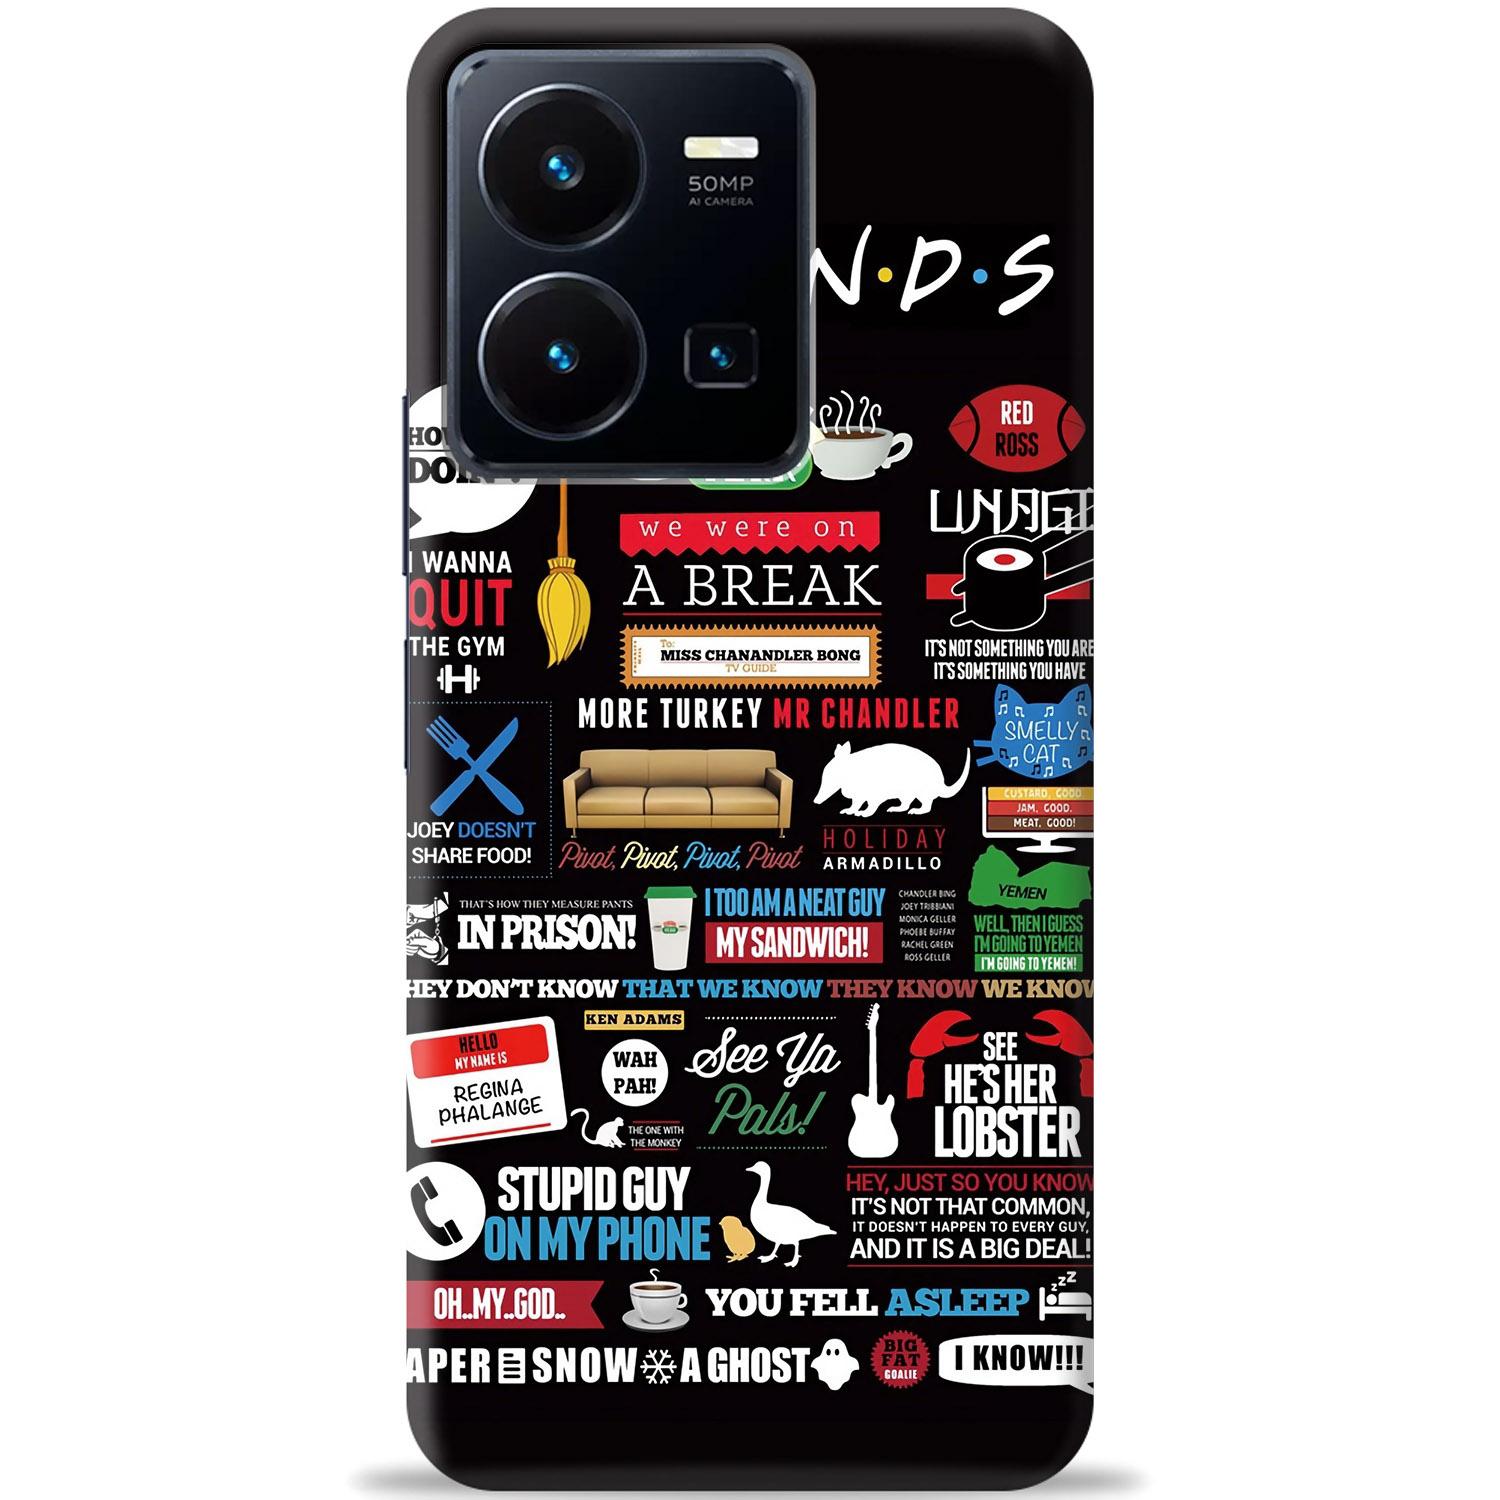 50MP
AI CAMERA
N·D·S
RED
ROSS
UNAGI
WE WERE ON
A BREAK
I WANNA
QUIT
THE GYM
To:
MISS CHANANDLER BONG
TV GUIDE
IT'S NOT SOMETHING YOU ARE
IT'S SOMETHING YOU HAVE
MORE TURKEY MR CHANDLER
SMELLY
CAT
CUSTARD, GOOD.
JAM, GOOD.
MEAT, GOOD!
JOEY DOESN'T
SHARE FOOD!
Pivot, Pivot, Pivot, Pivot
HOLIDAY
ARMADILLO
YEMEN
THAT'S HOW THEY MEASURE PANTS
IN PRISON!
I TOO AM A NEAT GUY
MY SANDWICH!
CHANDLER BING
JOEY TRIBBIANI
MONICA GELLER
PHOEBE BUFFAY
RACHEL GREEN
ROSS GELLER
WELL, THEN I GUESS
I'M GOING TO YEMEN
I'M GOING TO YEMEN!
HEY DON'T KNOW THAT WE KNOW THEY KNOW WE KNOW
HELLO
MY NAME IS
REGINA
PHALANGE
KEN ADAMS
WAH
PAH!
THE ONE WITH
THE MONKEY
See Ya
Pals!
SEE
HE'S HER
LOBSTER
STUPID GUY
ON MY PHONE
HEY, JUST SO YOU KNOW
IT'S NOT THAT COMMON,
IT DOESN'T HAPPEN TO EVERY GUY,
AND IT IS A BIG DEAL!
OH..MY..GOD..
YOU FELL ASLEEP
zzZ
APER SNOW A GHOST
BIG
FAT
GOALIE
I KNOW!!!